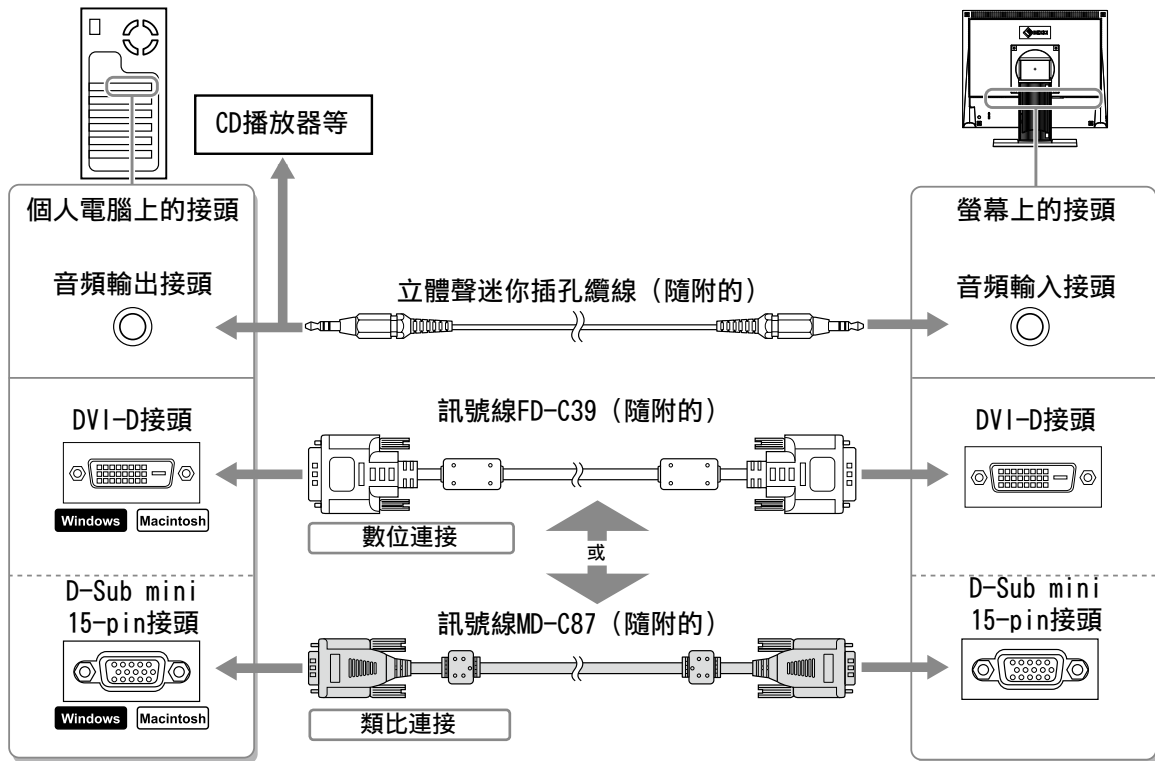 CD播放器等
個人電腦上的接頭
螢幕上的接頭
音頻輸出接頭
立體聲迷你插孔纜線（隨附的）
音頻輸入接頭
DVI-D接頭
訊號線FD-C39（隨附的）
DVI-D接頭
Windows Macintosh
數位連接
或
D-Sub mini
15-pin接頭
訊號線MD-C87（隨附的）
D-Sub mini
15-pin接頭
Windows Macintosh
類比連接